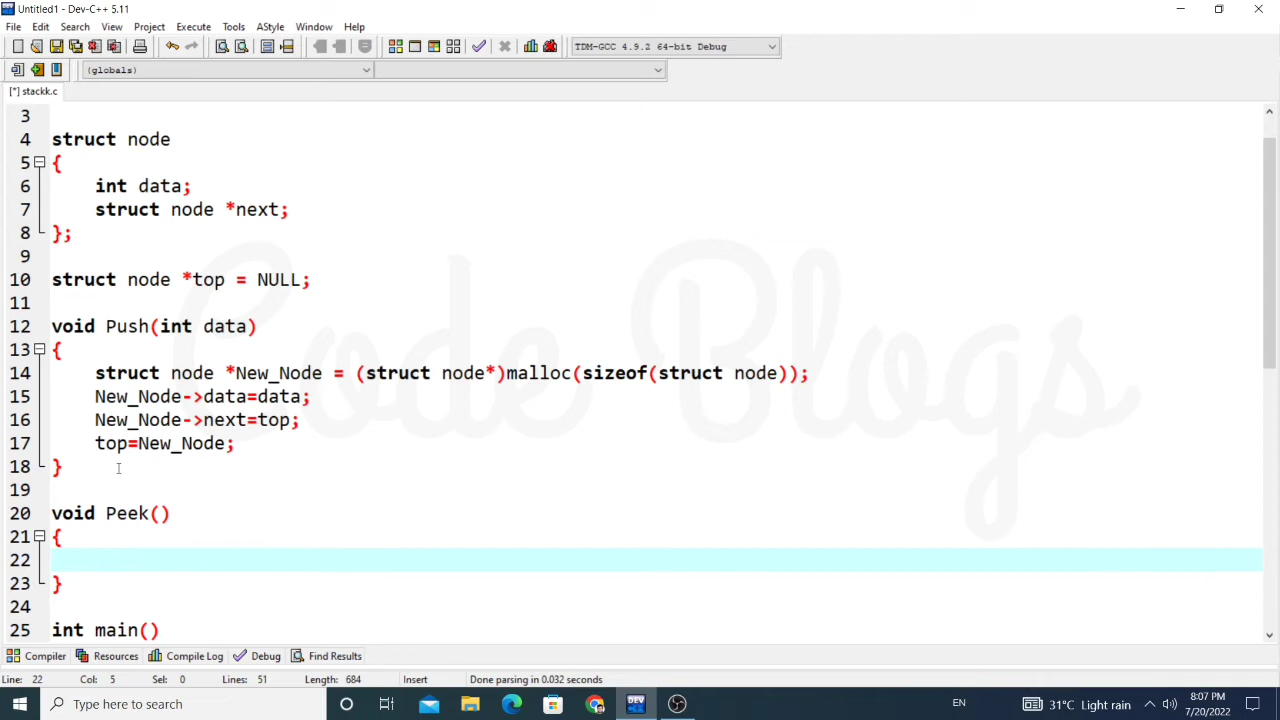 Untitled1 - Dev-C++ 5.11
File Edit Search View Project Execute Tools AStyle Window Help
TDM-GCC 4.9.2 64-bit Debug
(globals)
[*] stackk.c
3
4 struct node
5 {
6 int data;
7 struct node *next;
8 };
9
10 struct node *top = NULL;
11
12 void Push(int data)
13 {
14 struct node *New_Node = (struct node*)malloc(sizeof(struct node));
15 New_Node->data=data;
16 New_Node->next=top;
17 top=New_Node;
18 }
19
20 void Peek()
21 {
22
23 }
24
25 int main()
Code Blogs
Compiler Resources Compile Log Debug Find Results
Line: 22 Col: 5 Sel: 0 Lines: 51 Length: 684 Insert Done parsing in 0.032 seconds
Type here to search DEV EN 31°C Light rain 8:07 PM
7/20/2022